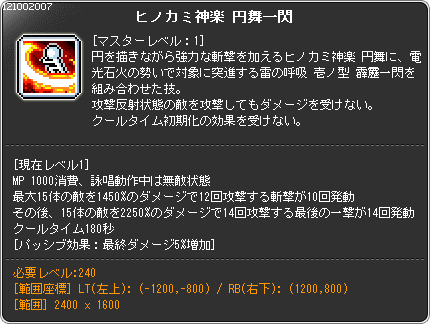 121002007
ヒノカミ神楽 円舞一閃
[マスターレベル：1]
円を描きながら強力な斬撃を加えるヒノカミ神楽 円舞に、電
光石火の勢いで対象に突進する雷の呼吸 壱ノ型 霹靂一閃を
組み合わせた技。
攻撃反射状態の敵を攻撃してもダメージを受けない。
クールタイム初期化の効果を受けない。
[現在レベル1]
MP 1000消費、詠唱動作中は無敵状態
最大15体の敵を1450%のダメージで12回攻撃する斬撃が10回発動
その後、15体の敵を2250%のダメージで14回攻撃する最後の一撃が14回発動
クールタイム180秒
[パッシブ効果：最終ダメージ5%増加]
必要レベル:240
[範囲座標] LT(左上): (-1200,-800) / RB(右下): (1200,800)
[範囲] 2400 x 1600